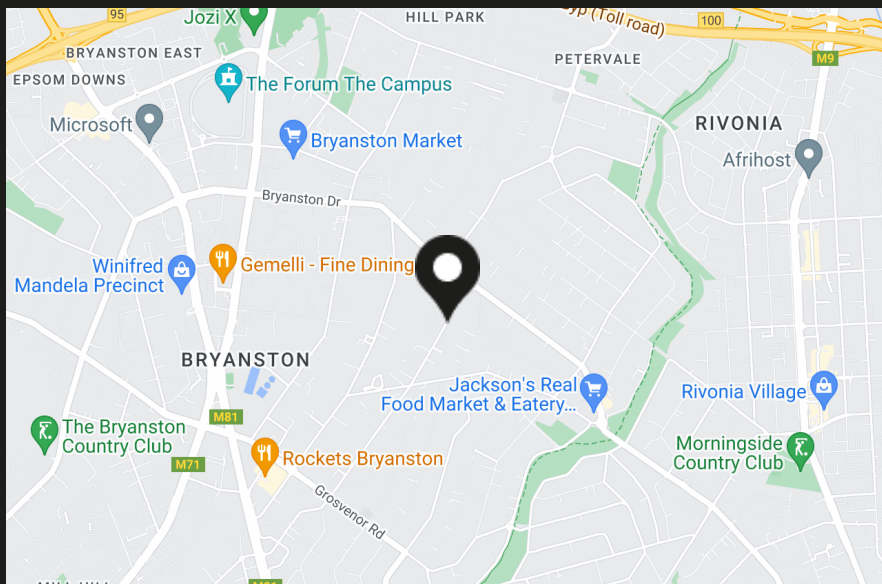 95
Jozi X
HILL PARK
yp (Toll road)
100
BRYANSTON EAST
PETERVALE
M9
EPSOM DOWNS
The Forum The Campus
Microsoft
Bryanston Market
RIVONIA
Afrihost
Bryanston Dr
Winifred
Mandela Precinct
Gemelli - Fine Dining
BRYANSTON
Jackson's Real
Food Market & Eatery...
Rivonia Village
M81
The Bryanston
Country Club
Morningside
Country Club
M71
Rockets Bryanston
Grosvenor Rd